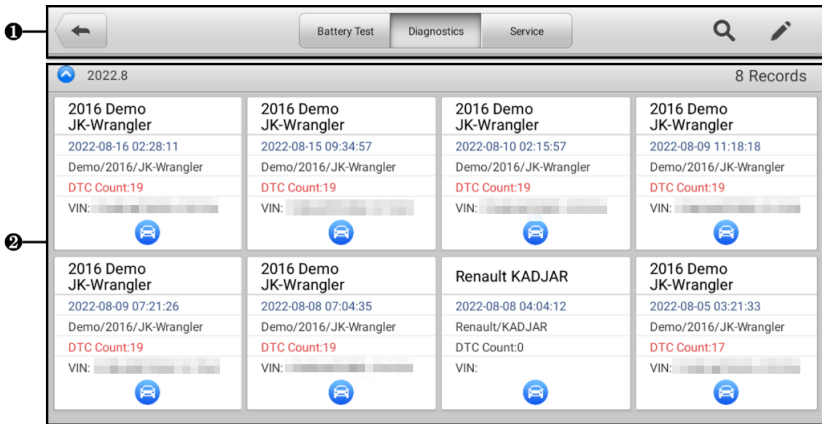 ❶
Battery Test Diagnostics Service
2022.8 8 Records
❷
2016 Demo
JK-Wrangler
2022-08-16 02:28:11
Demo/2016/JK-Wrangler
DTC Count:19
VIN:
2016 Demo
JK-Wrangler
2022-08-15 09:34:57
Demo/2016/JK-Wrangler
DTC Count:19
VIN:
2016 Demo
JK-Wrangler
2022-08-10 02:15:57
Demo/2016/JK-Wrangler
DTC Count:19
VIN:
2016 Demo
JK-Wrangler
2022-08-09 11:18:18
Demo/2016/JK-Wrangler
DTC Count:19
VIN:
2016 Demo
JK-Wrangler
2022-08-09 07:21:26
Demo/2016/JK-Wrangler
DTC Count:19
VIN:
2016 Demo
JK-Wrangler
2022-08-08 07:04:35
Demo/2016/JK-Wrangler
DTC Count:19
VIN:
Renault KADJAR
2022-08-08 04:04:12
Renault/KADJAR
DTC Count:0
VIN:
2016 Demo
JK-Wrangler
2022-08-05 03:21:33
Demo/2016/JK-Wrangler
DTC Count:17
VIN: